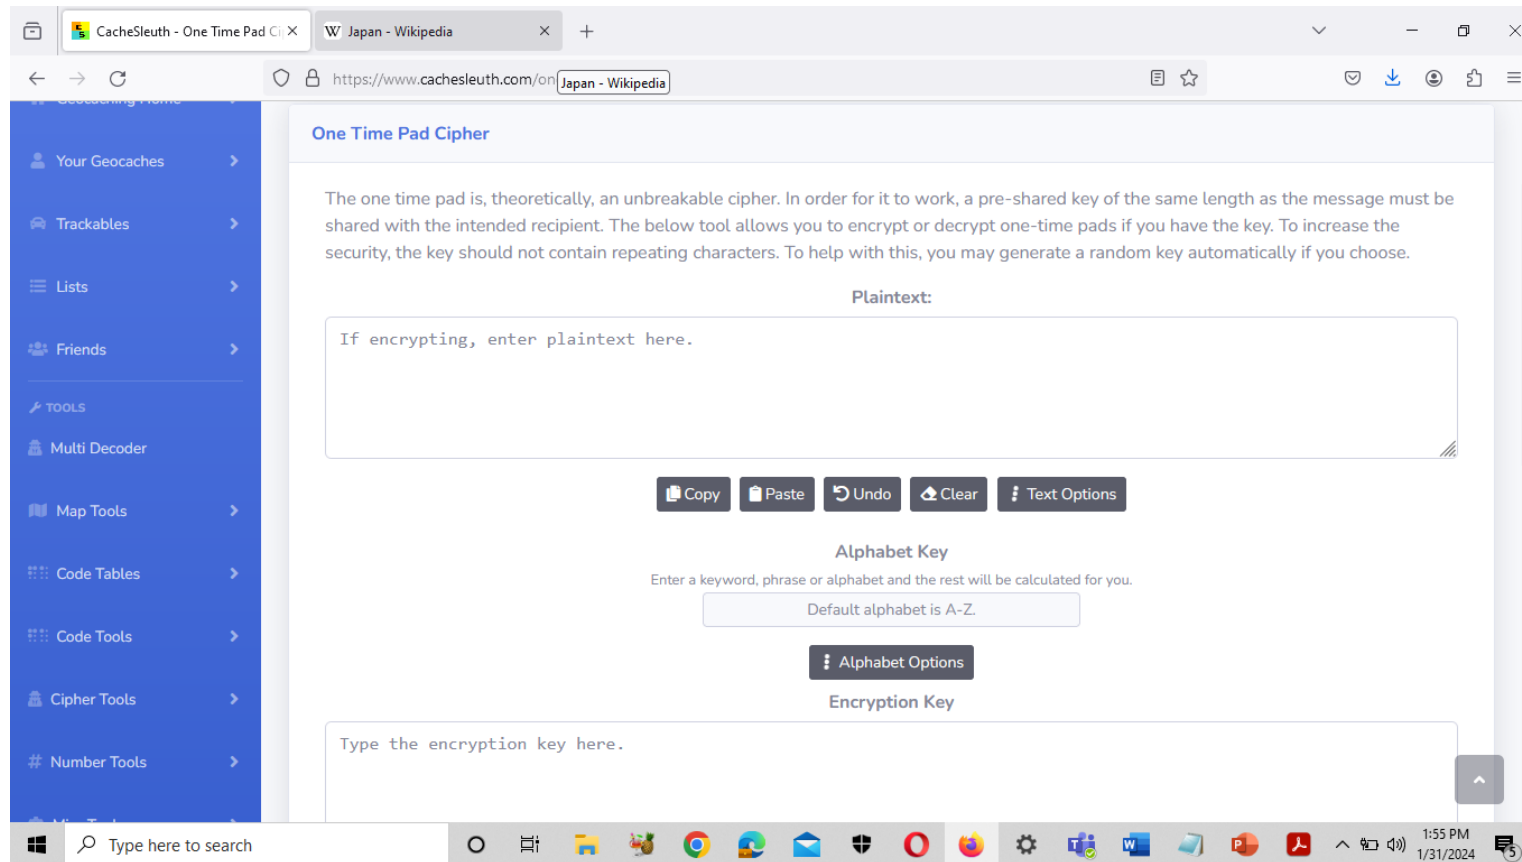 CacheSleuth - One Time Pad Ci
W Japan - Wikipedia
https://www.cachesleuth.com/on
Japan - Wikipedia
Geocaching Home
Your Geocaches
Trackables
Lists
Friends
TOOLS
Multi Decoder
Map Tools
Code Tables
Code Tools
Cipher Tools
# Number Tools
One Time Pad Cipher
The one time pad is, theoretically, an unbreakable cipher. In order for it to work, a pre-shared key of the same length as the message must be
shared with the intended recipient. The below tool allows you to encrypt or decrypt one-time pads if you have the key. To increase the
security, the key should not contain repeating characters. To help with this, you may generate a random key automatically if you choose.
Plaintext:
If encrypting, enter plaintext here.
Copy Paste Undo Clear Text Options
Alphabet Key
Enter a keyword, phrase or alphabet and the rest will be calculated for you.
Default alphabet is A-Z.
Alphabet Options
Encryption Key
Type the encryption key here.
Type here to search
1:55 PM
1/31/2024
5